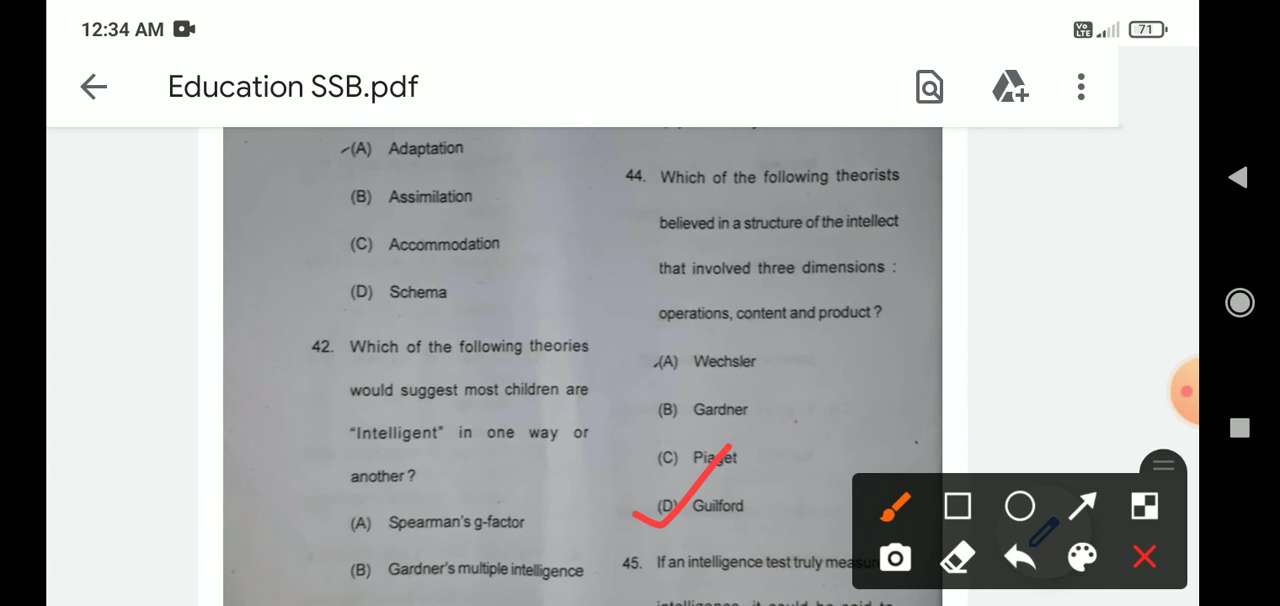 12:34 AM
Vo LTE
71
Education SSB.pdf
(A) Adaptation
(B) Assimilation
(C) Accommodation
(D) Schema
42. Which of the following theories
would suggest most children are
"Intelligent" in one way or
another ?
(A) Spearman's g-factor
(B) Gardner's multiple intelligence
44. Which of the following theorists
believed in a structure of the intellect
that involved three dimensions :
operations, content and product ?
(A) Wechsler
(B) Gardner
(C) Piaget
(D) Guilford
45. If an intelligence test truly